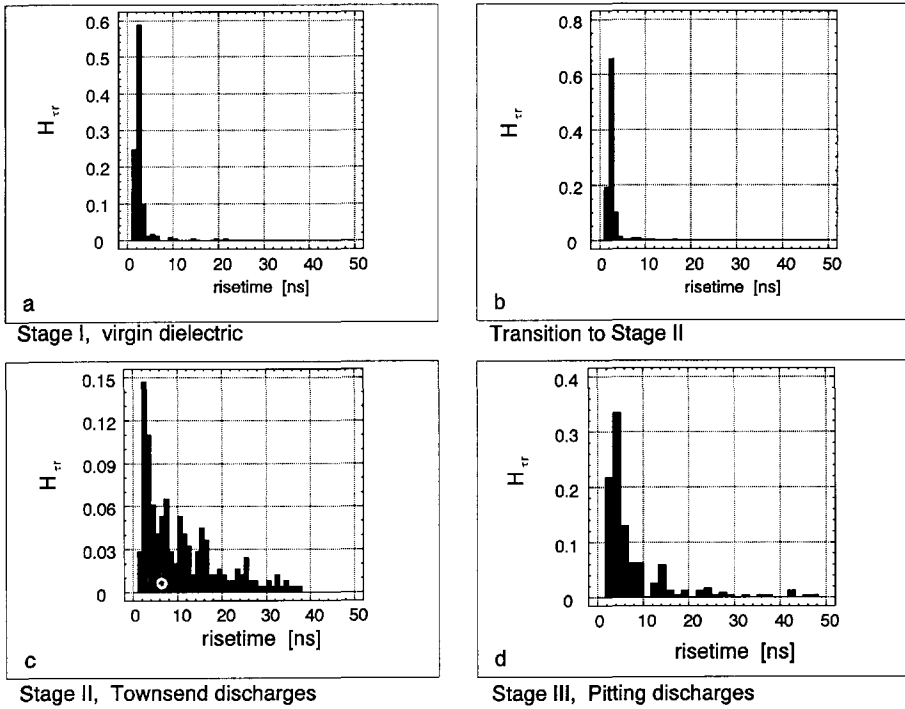 0.6
0.5
0.4
0.3
0.2
0.1
0
H τr
0 10 20 30 40 50
risetime [ns]
a
Stage I, virgin dielectric
0.8
0.6
0.4
0.2
0
H τr
0 10 20 30 40 50
risetime [ns]
b
Transition to Stage II
0.15
0.12
0.09
0.06
0.03
0
H τr
0 10 20 30 40 50
risetime [ns]
c
Stage II, Townsend discharges
0.4
0.3
0.2
0.1
0
H τr
0 10 20 30 40 50
risetime [ns]
d
Stage III, Pitting discharges